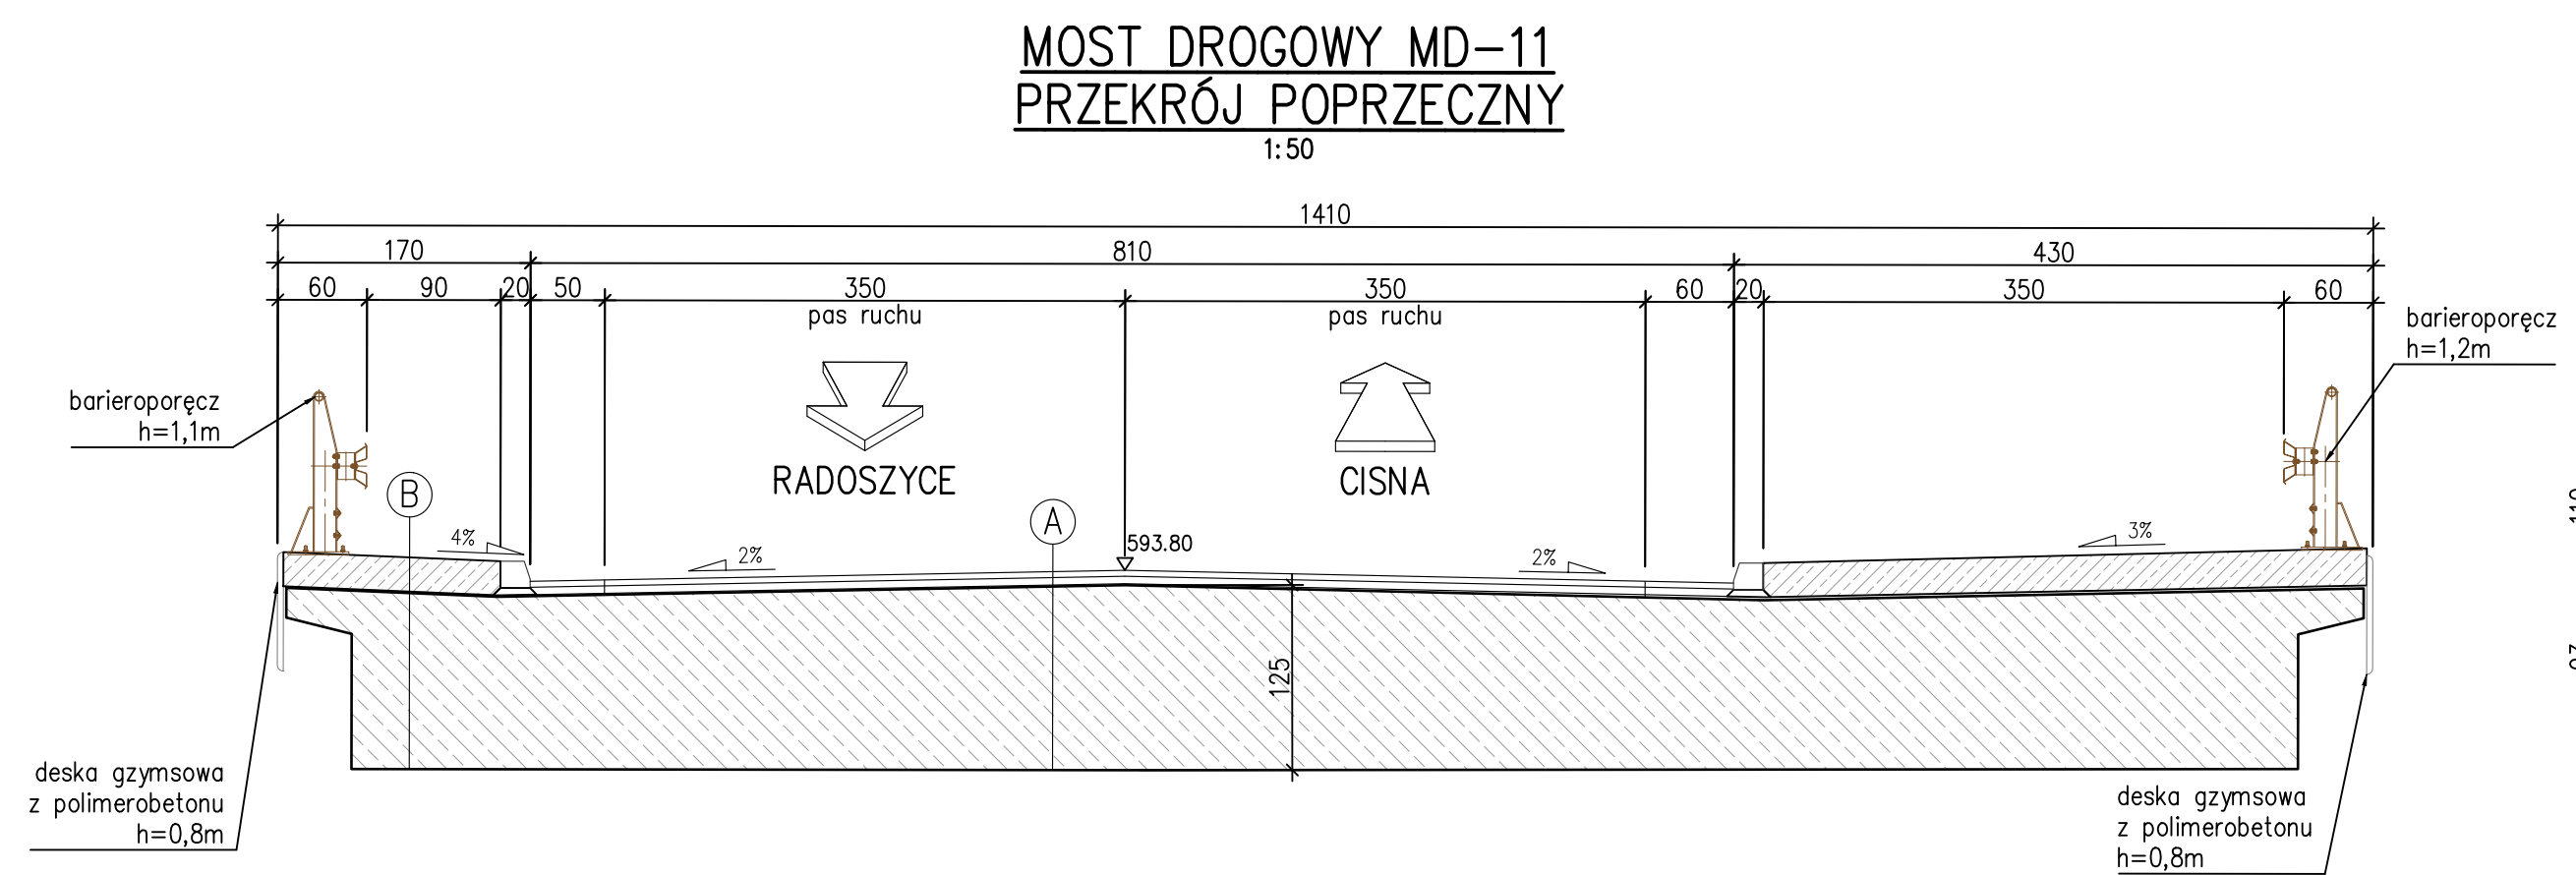 MOST DROGOWY MD-11
PRZEKRÓJ POPRZECZNY
1:50
1410
170 810 430
60 90 20 50 350 350 60 20 350 60
pas ruchu pas ruchu
barieroporęcz
h=1,2m
barieroporęcz
h=1,1m
RADOSZYCE CISNA
B
A
4% 2% 593.80 2% 3%
125
110
deska gzymsowa
z polimerobetonu
h=0,8m
deska gzymsowa
z polimerobetonu
h=0,8m